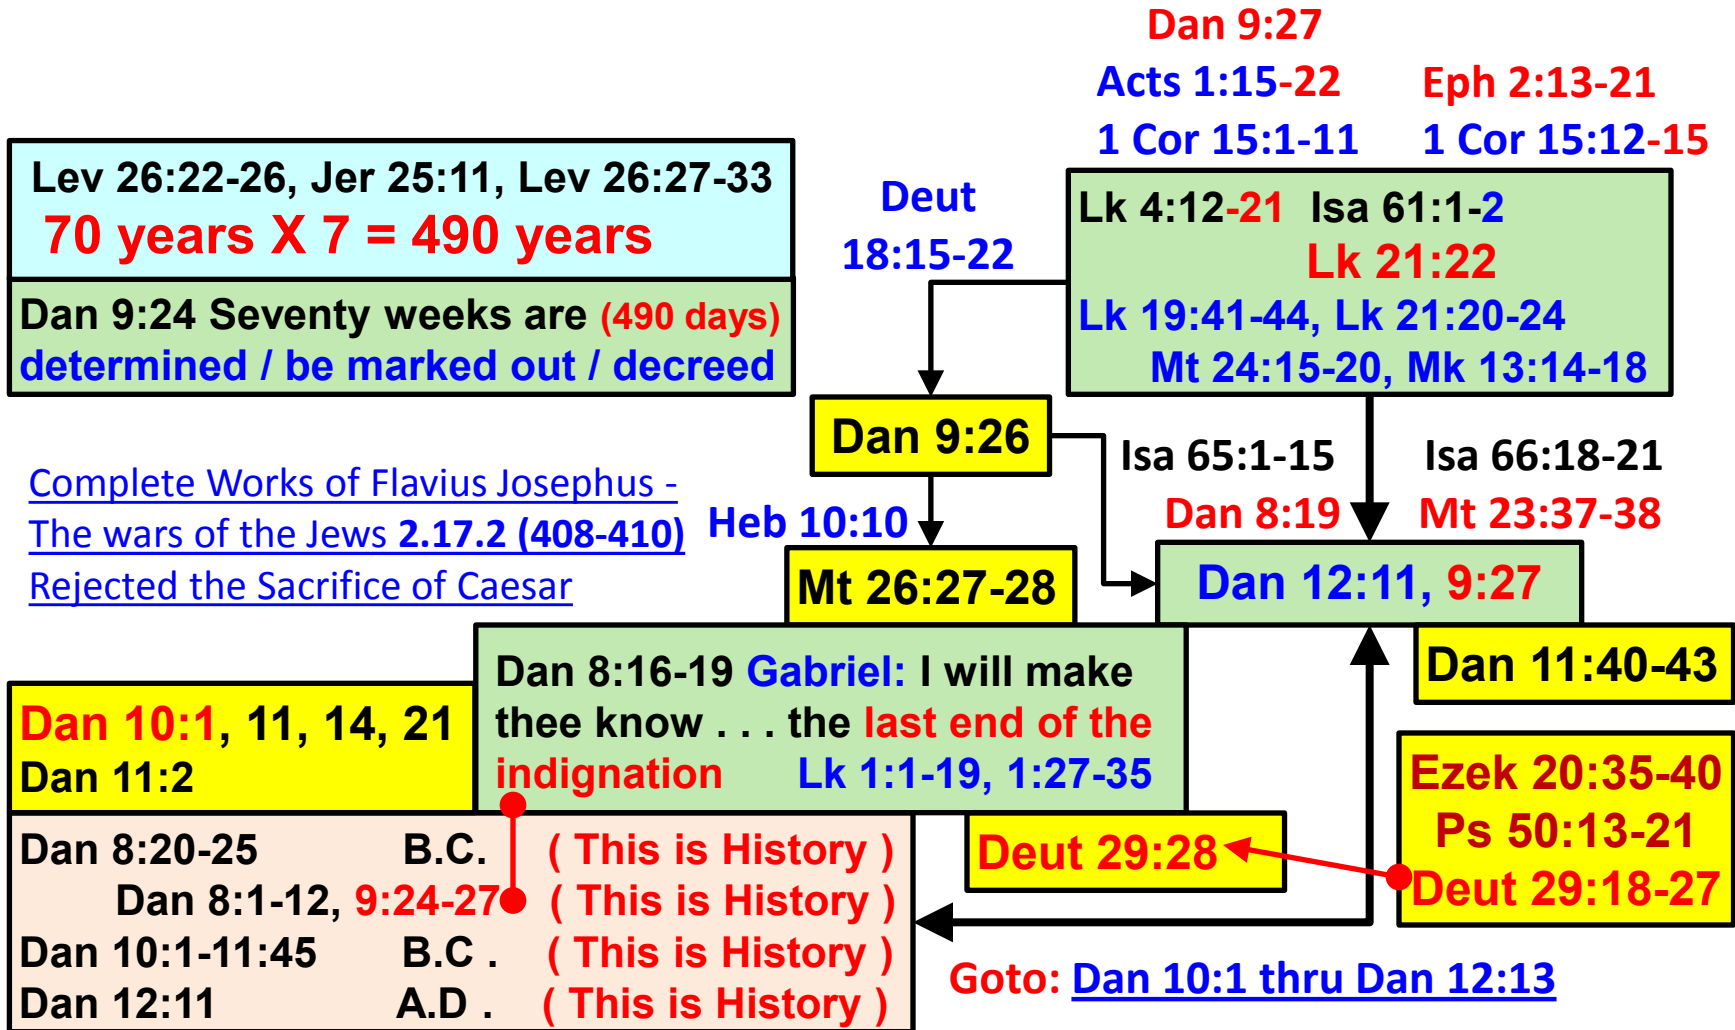 Dan 9:27
Acts 1:15-22 Eph 2:13-21
1 Cor 15:1-11 1 Cor 15:12-15
Lev 26:22-26, Jer 25:11, Lev 26:27-33
70 years X 7 = 490 years
Dan 9:24 Seventy weeks are (490 days)
determined / be marked out / decreed
Deut
18:15-22
Lk 4:12-21 Isa 61:1-2
Lk 21:22
Lk 19:41-44, Lk 21:20-24
Mt 24:15-20, Mk 13:14-18
Dan 9:26
Isa 65:1-15 Isa 66:18-21
Dan 8:19 Mt 23:37-38
Complete Works of Flavius Josephus -
The wars of the Jews 2.17.2 (408-410)
Rejected the Sacrifice of Caesar
Heb 10:10
Mt 26:27-28
Dan 12:11, 9:27
Dan 11:40-43
Dan 8:16-19 Gabriel: I will make
thee know . . . the last end of the
indignation Lk 1:1-19, 1:27-35
Dan 10:1, 11, 14, 21
Dan 11:2
Ezek 20:35-40
Ps 50:13-21
Deut 29:18-27
Deut 29:28
Dan 8:20-25 B.C. ( This is History )
Dan 8:1-12, 9:24-27 ( This is History )
Dan 10:1-11:45 B.C . ( This is History )
Dan 12:11 A.D . ( This is History )
Goto: Dan 10:1 thru Dan 12:13